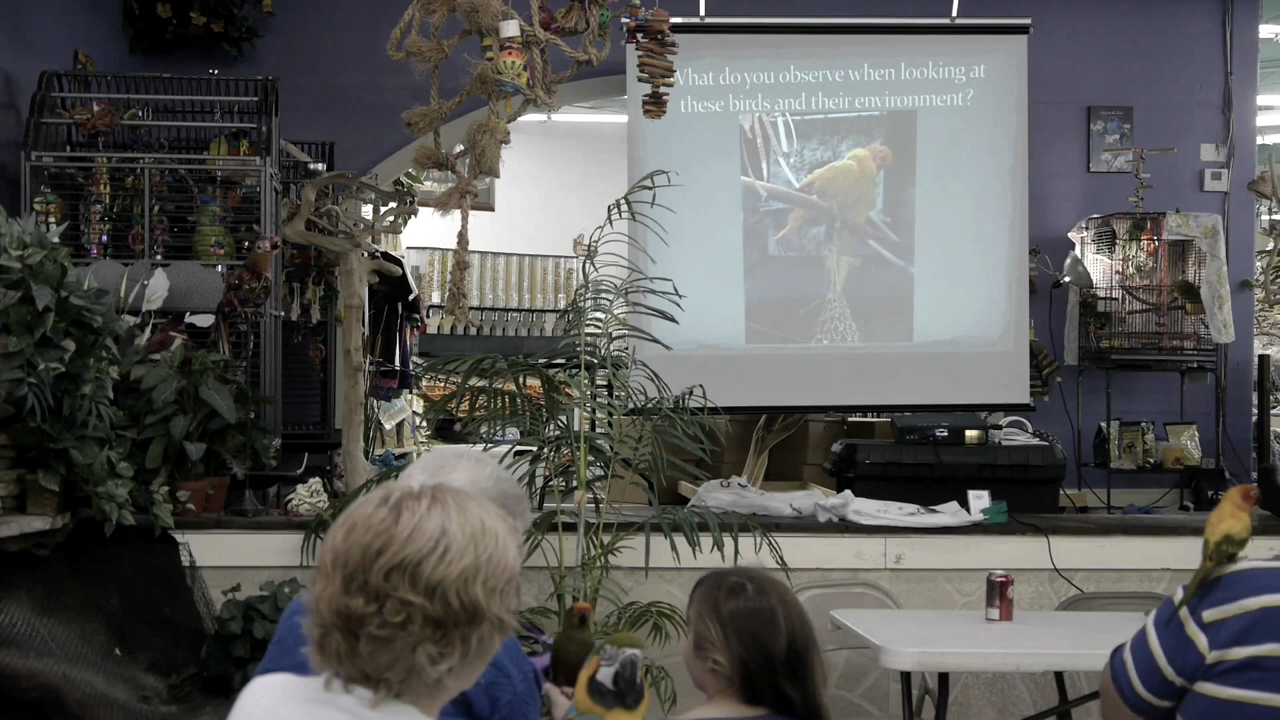 What do you observe when looking at
these birds and their environment?